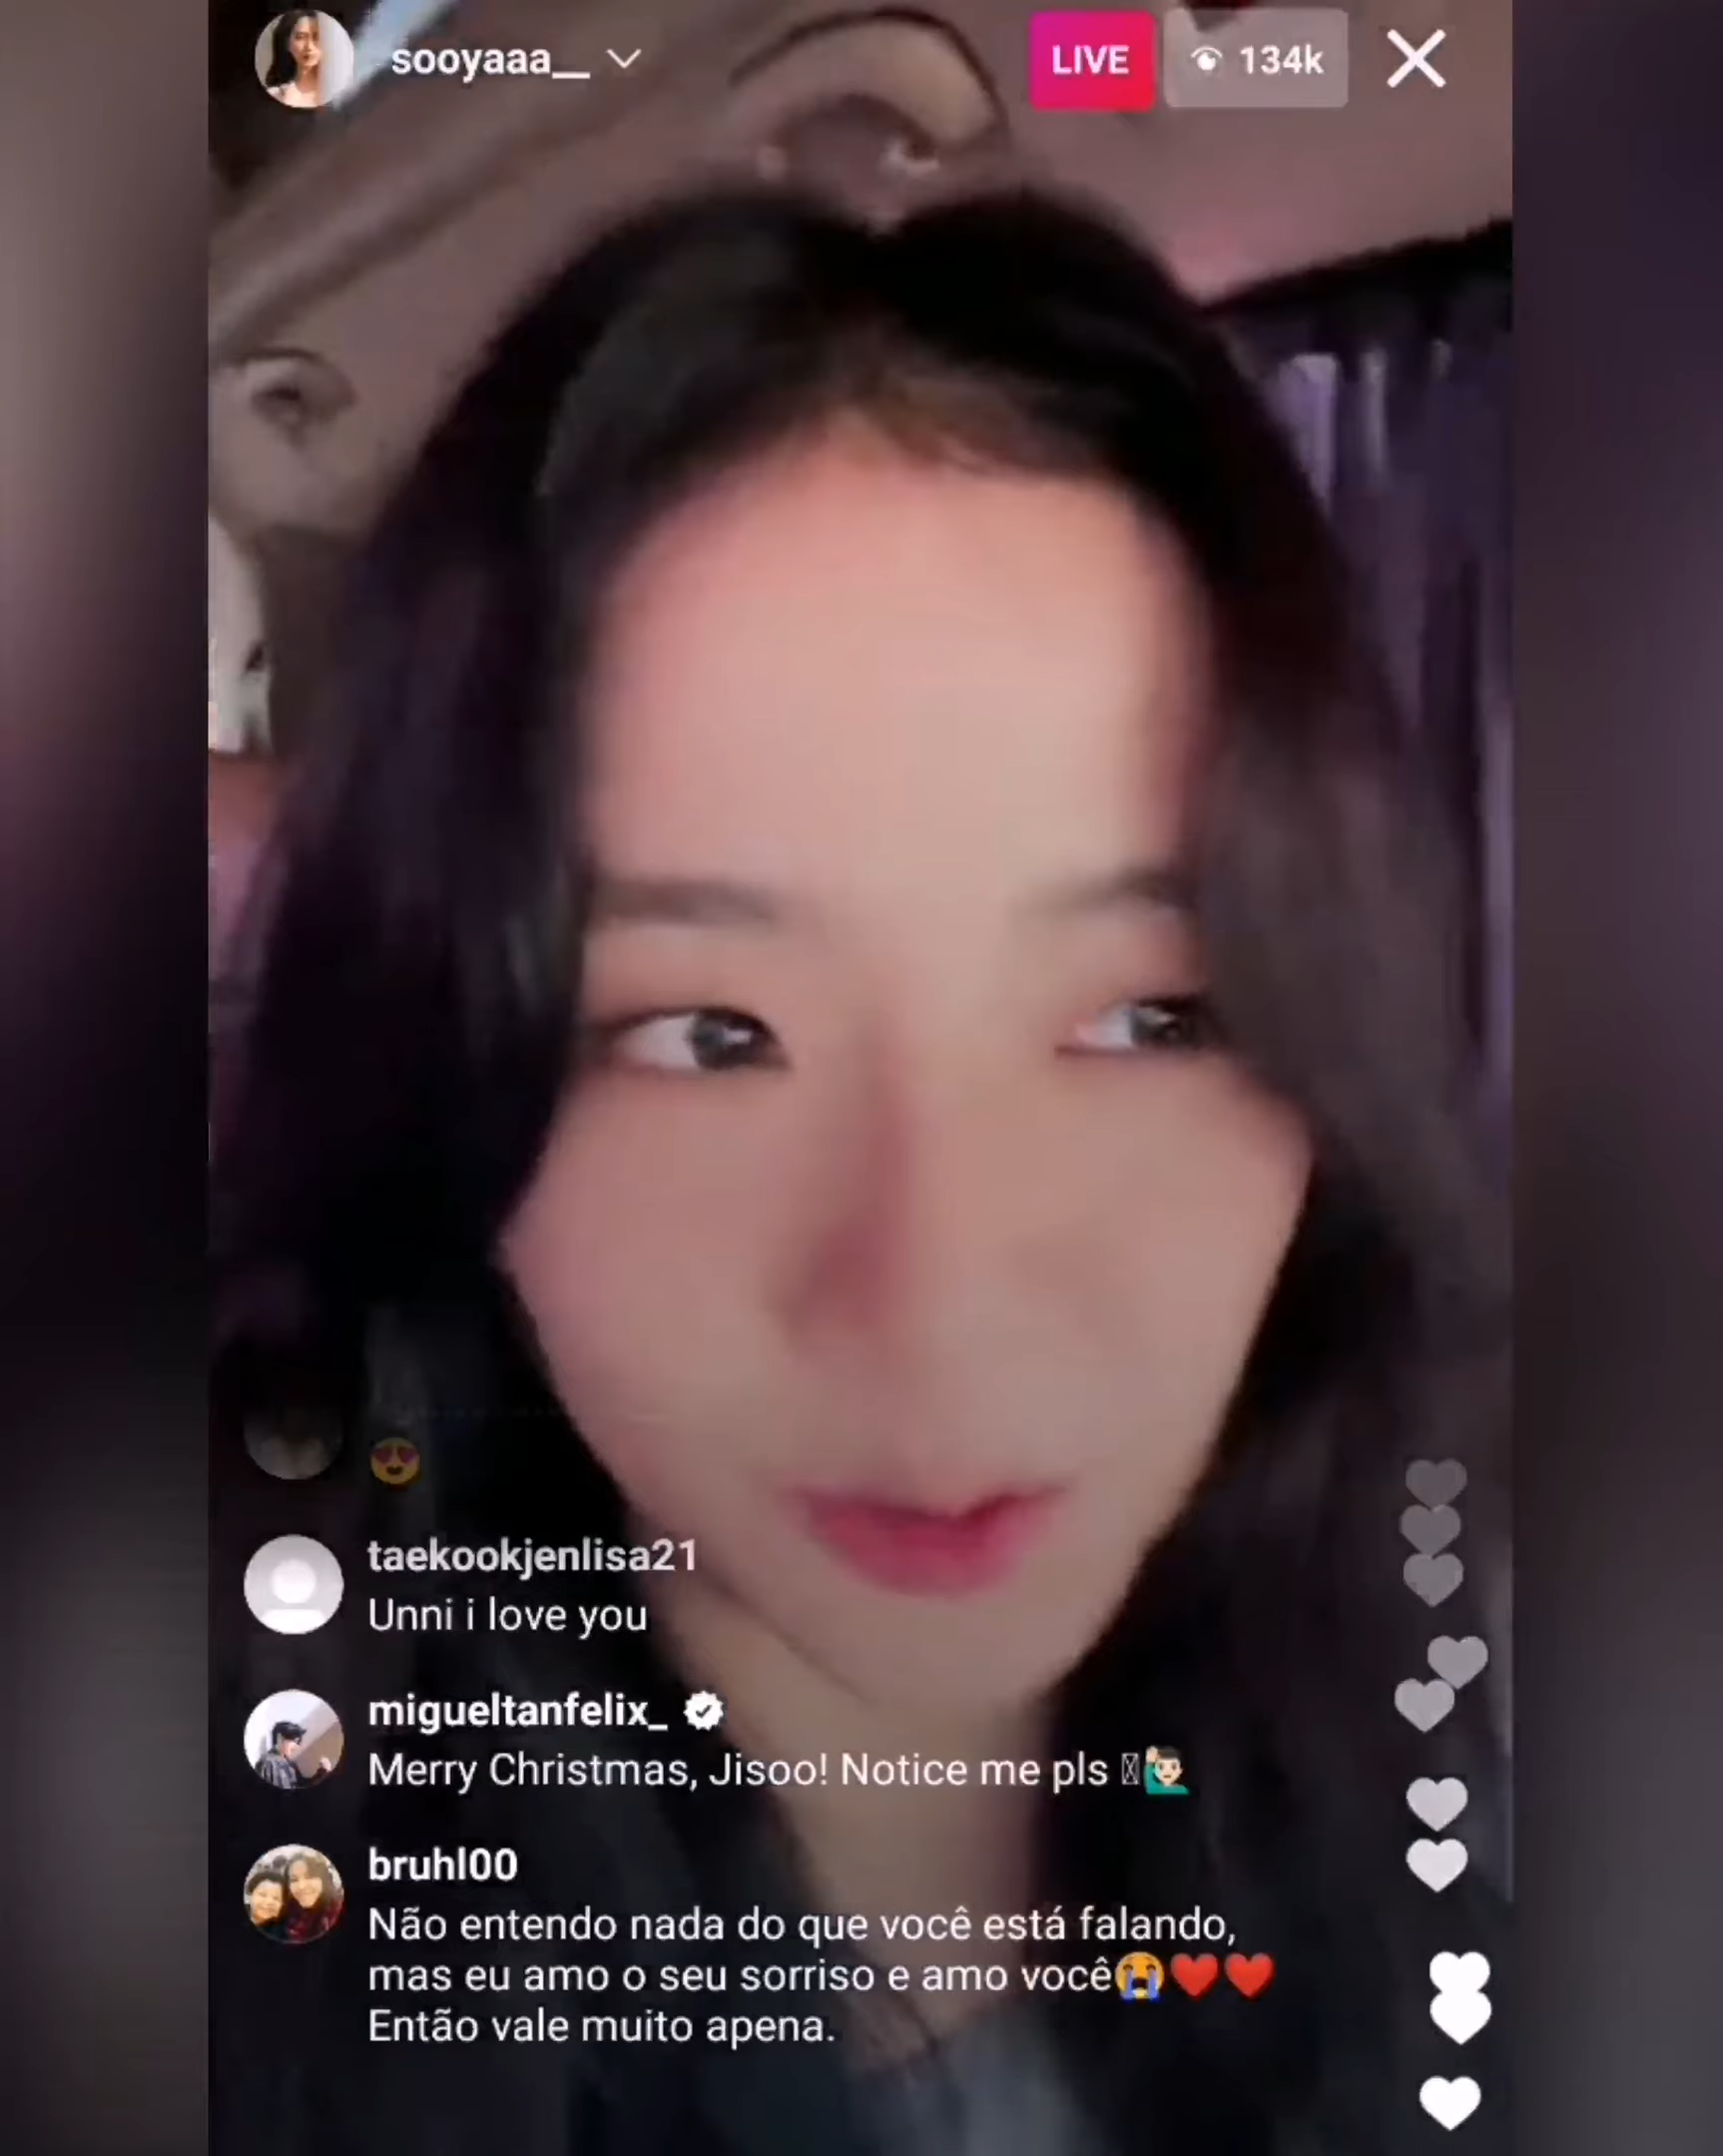 sooyaaa__
LIVE
134k
😍
taekookjenlisa21
Unni i love you
migueltanfelix_
Merry Christmas, Jisoo! Notice me pls 🙋🏻‍♂️
bruhl00
Não entendo nada do que você está falando,
mas eu amo o seu sorriso e amo você😭❤️❤️
Então vale muito apena.